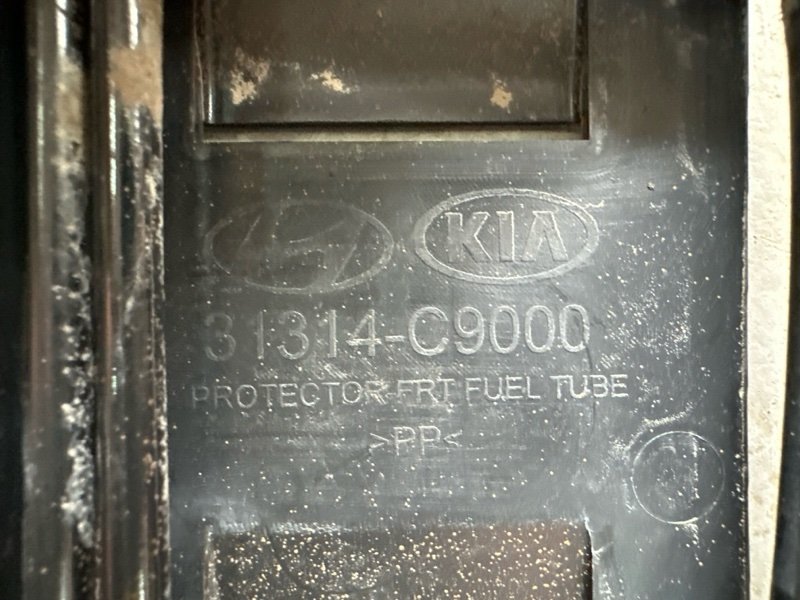 KIA
31314-C9000
PROTECTOR-FRT FUEL TUBE
>PP<